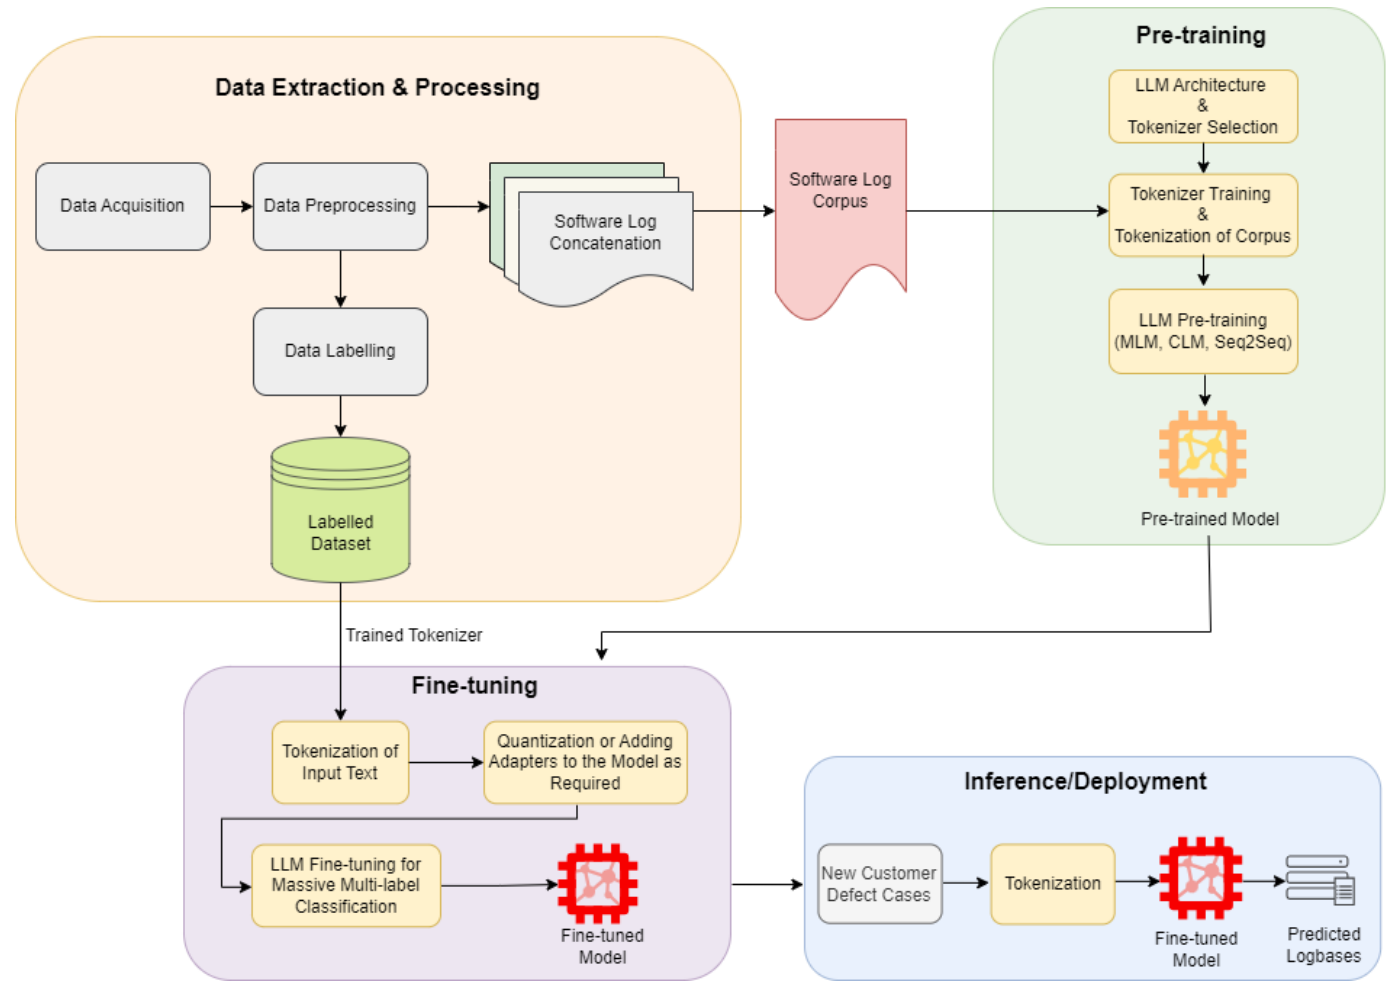 Data Extraction & Processing
Data Acquisition
Data Preprocessing
Software Log
Concatenation
Data Labelling
Labelled
Dataset
Software Log
Corpus
Pre-training
LLM Architecture
&
Tokenizer Selection
Tokenizer Training
&
Tokenization of Corpus
LLM Pre-training
(MLM, CLM, Seq2Seq)
Pre-trained Model
Trained Tokenizer
Fine-tuning
Tokenization of
Input Text
Quantization or Adding
Adapters to the Model as
Required
LLM Fine-tuning for
Massive Multi-label
Classification
Fine-tuned
Model
Inference/Deployment
New Customer
Defect Cases
Tokenization
Fine-tuned
Model
Predicted
Logbases